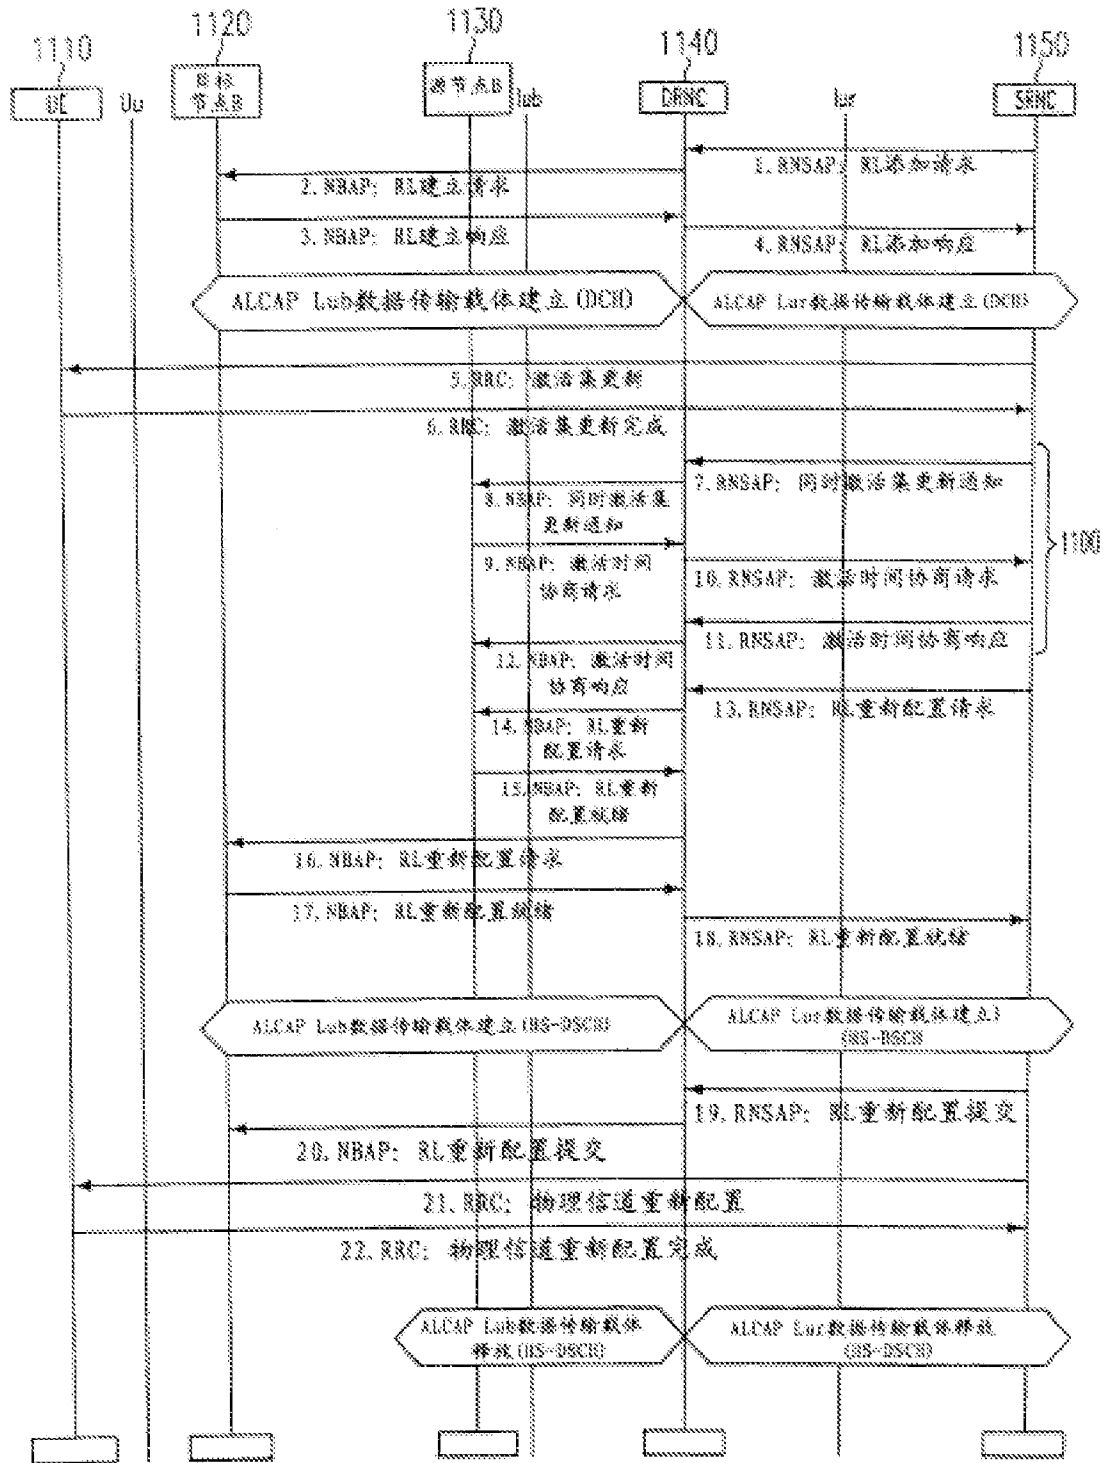 1110
1120
1130
1140
1150
UE
Uu
目标
节点B
源节点B
Iub
DRNC
Iur
SRNC
1.RNSAP: RL添加请求
2.NBAP: RL建立请求
3.NBAP: RL建立响应
4.RNSAP: RL添加响应
ALCAP Lub数据传输载体建立(DCH)
ALCAP Lur数据传输载体建立(DCH)
5.RRC: 激活集更新
6.RRC: 激活集更新完成
7.RNSAP: 同时激活集更新通知
8.NBAP: 同时激活集
更新通知
9.NBAP: 激活时间
协商请求
10.RNSAP: 激活时间协商请求
1100
11.RNSAP: 激活时间协商响应
12.NBAP: 激活时间
协商响应
13.RNSAP: RL重新配置请求
14.NBAP: RL重新
配置请求
15.NBAP: RL重新
配置就绪
16.NBAP: RL重新配置请求
17.NBAP: RL重新配置就绪
18.RNSAP: RL重新配置就绪
ALCAP Lub数据传输载体建立(HS-DSCH)
ALCAP Lur数据传输载体建立)
(HS-DSCH
19.RNSAP: RL重新配置提交
20.NBAP: RL重新配置提交
21.RRC: 物理信道重新配置
22.RRC: 物理信道重新配置完成
ALCAP Lub数据传输载体
释放(HS-DSCH)
ALCAP Lur数据传输载体释放
(HS-DSCH)